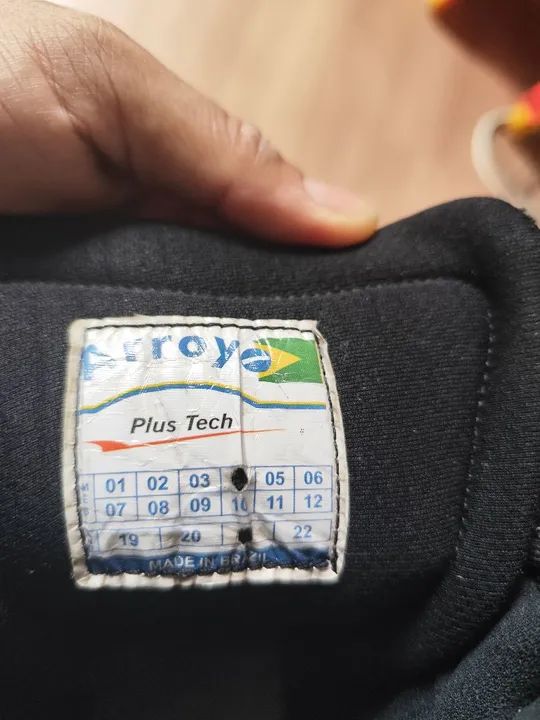 Arroyo
Plus Tech
MES 01 02 03 05 06
07 08 09 10 11 12
19 20 22
MADE IN BRAZIL